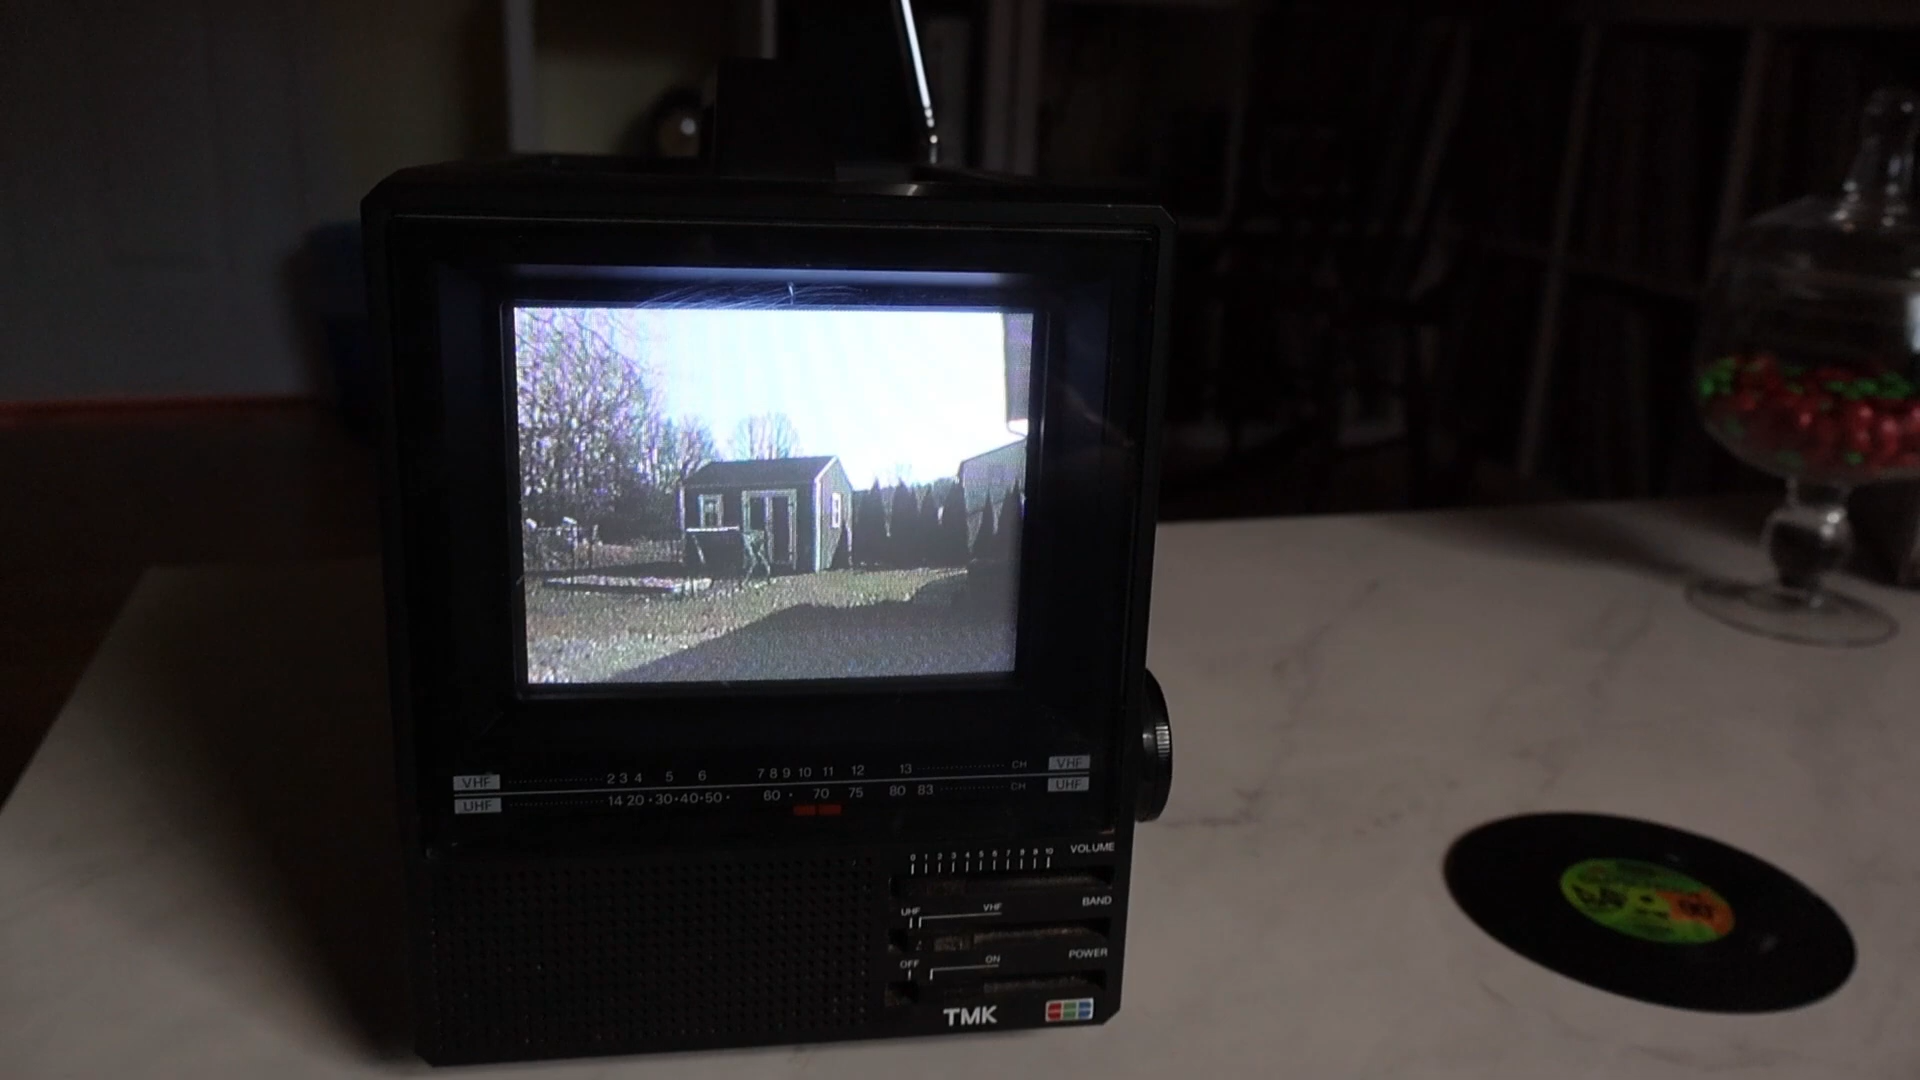 VHF 2 3 4 5 6 7 8 9 10 11 12 13 CH VHF
UHF 14 20 •30•40•50• 60 • 70 75 80 83 CH UHF
0 1 2 3 4 5 6 7 8 9 10 VOLUME
UHF VHF BAND
OFF ON POWER
TMK